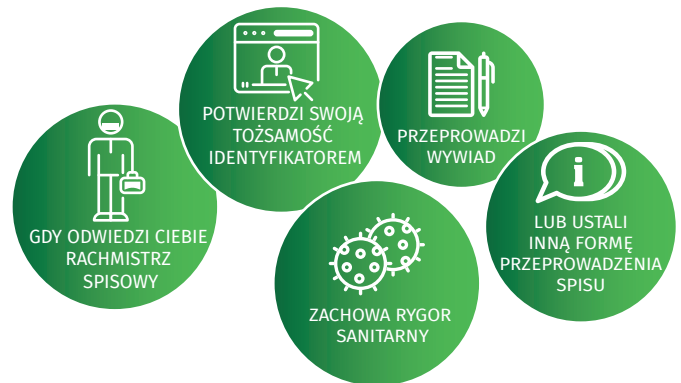 GDY ODWIEDZI CIEBIE
RACHMISTRZ
SPISOWY
POTWIERDZI SWOJĄ
TOŻSAMOŚĆ
IDENTYFIKATOREM
ZACHOWA RYGOR
SANITARNY
PRZEPROWADZI
WYWIAD
LUB USTALI
INNĄ FORMĘ
PRZEPROWADZENIA
SPISU